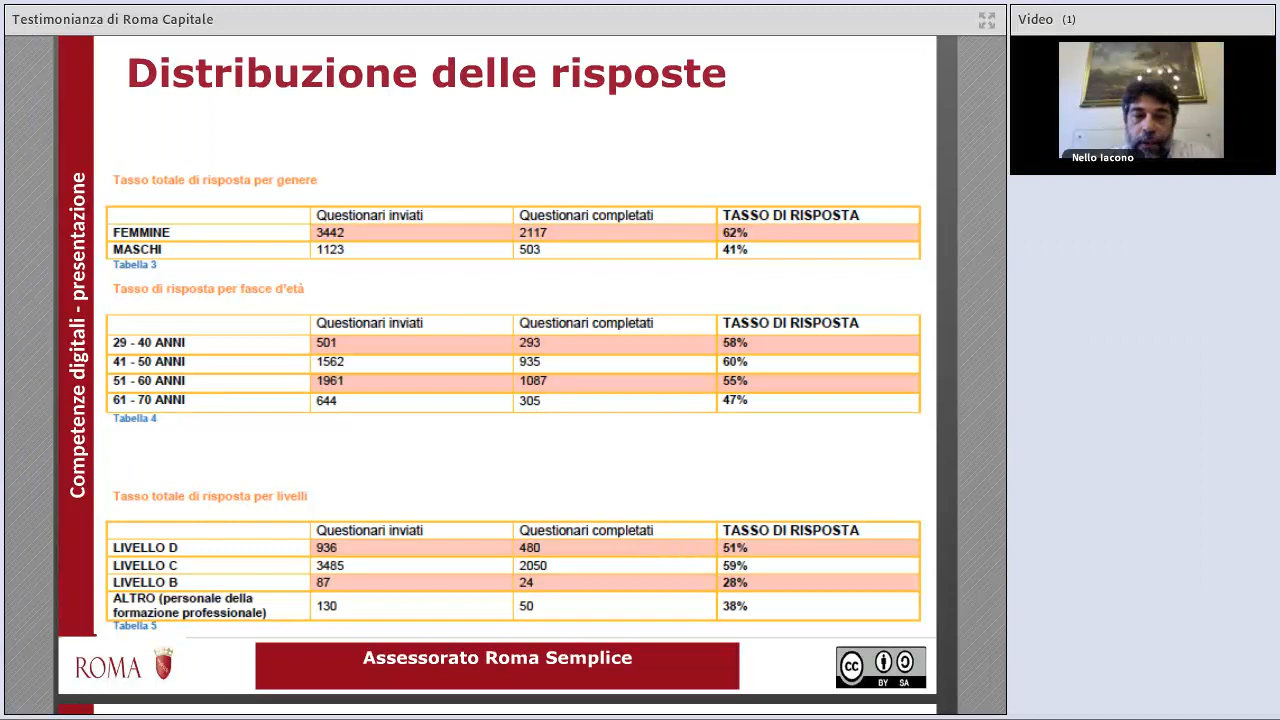 Testimonianza di Roma Capitale
Video (1)
Nello Iacono
Distribuzione delle risposte
Competenze digitali - presentazione
Tasso totale di risposta per genere
Questionari inviati Questionari completati TASSO DI RISPOSTA
FEMMINE 3442 2117 62%
MASCHI 1123 503 41%
Tabella 3
Tasso di risposta per fasce d'età
Questionari inviati Questionari completati TASSO DI RISPOSTA
29 - 40 ANNI 501 293 58%
41 - 50 ANNI 1562 935 60%
51 - 60 ANNI 1961 1087 55%
61 - 70 ANNI 644 305 47%
Tabella 4
Tasso totale di risposta per livelli
Questionari inviati Questionari completati TASSO DI RISPOSTA
LIVELLO D 936 480 51%
LIVELLO C 3485 2050 59%
LIVELLO B 87 24 28%
ALTRO (personale della
formazione professionale) 130 50 38%
Tabella 5
ROMA
Assessorato Roma Semplice
cc BY SA